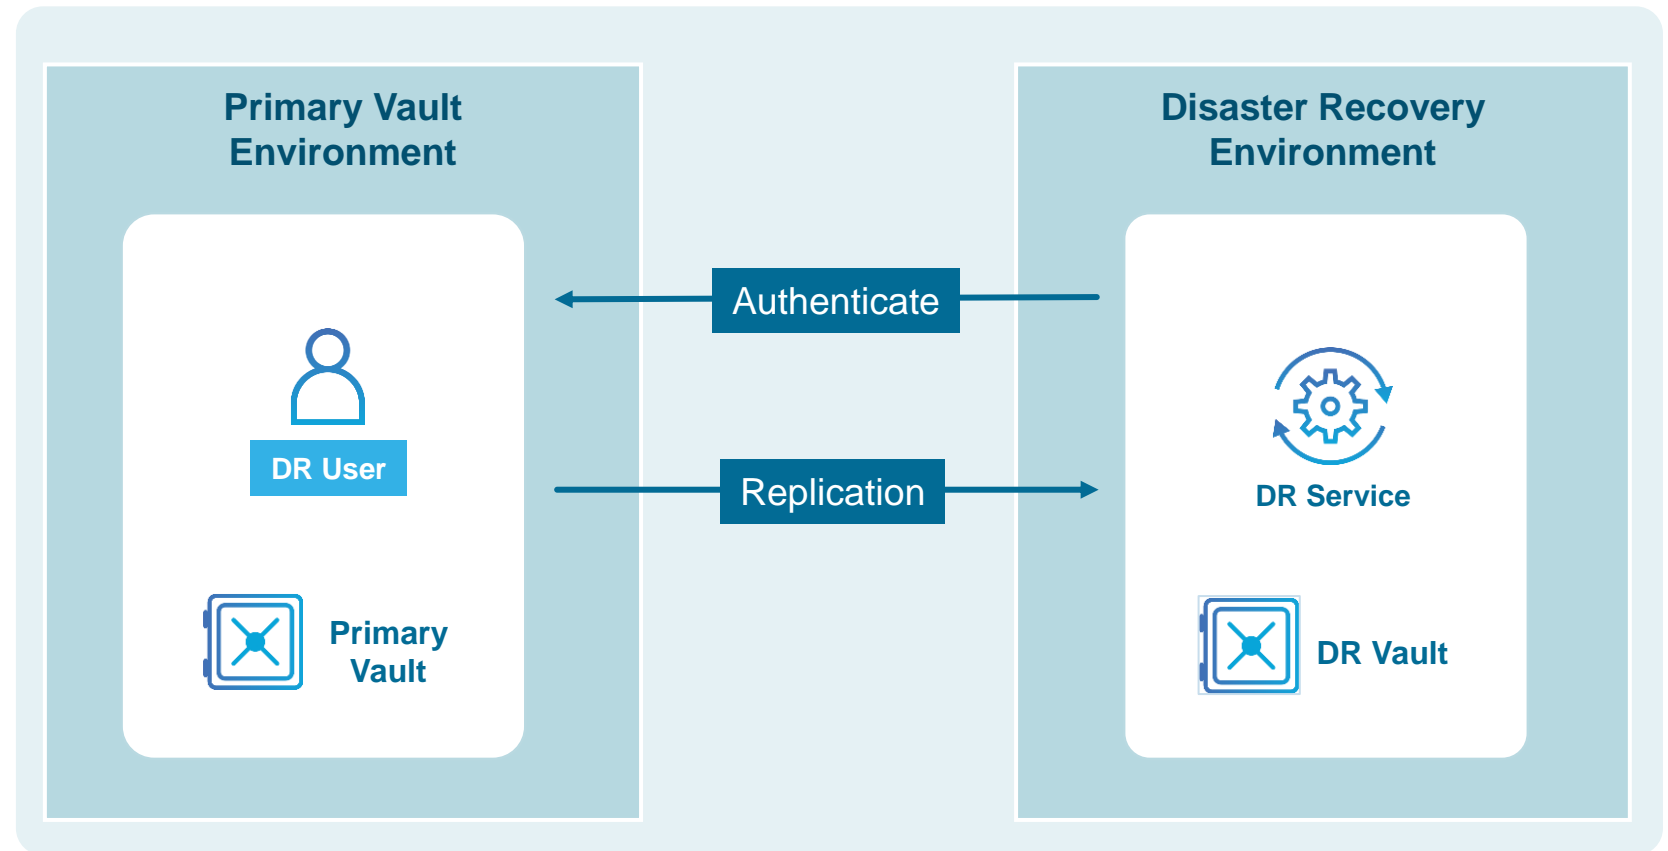 Primary Vault
Environment
Disaster Recovery
Environment
Authenticate
DR User
Replication
DR Service
Primary
Vault
DR Vault